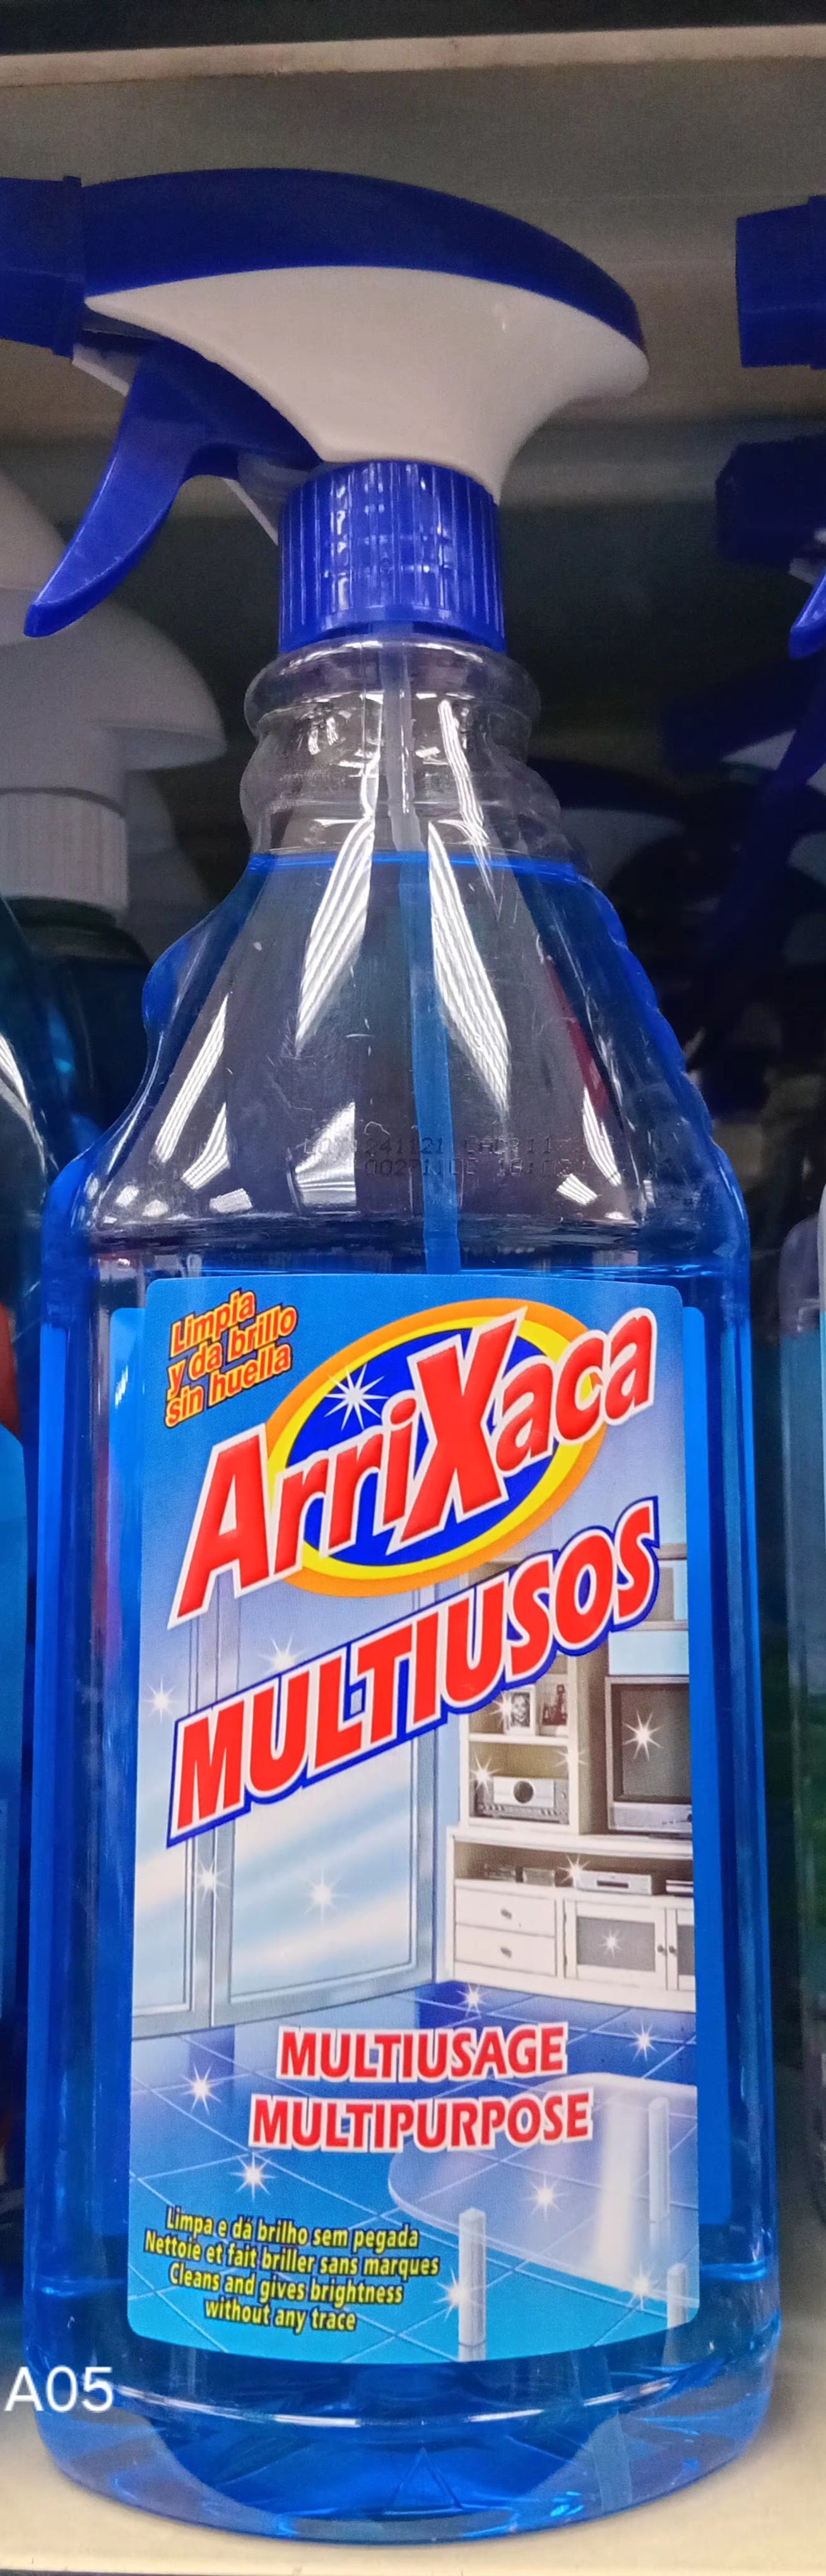 Limpia
y da brillo
sin huella
ArriXaca
MULTIUSOS
MULTIUSAGE
MULTIPURPOSE
Limpa e dá brilho sem pegada
Nettoie et fait briller sans marques
Cleans and gives brightness
without any trace
A05